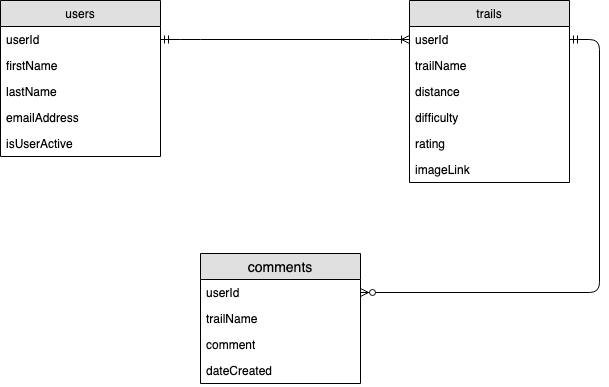 users
userId
firstName
lastName
emailAddress
isUserActive
trails
userId
trailName
distance
difficulty
rating
imageLink
comments
userId
trailName
comment
dateCreated